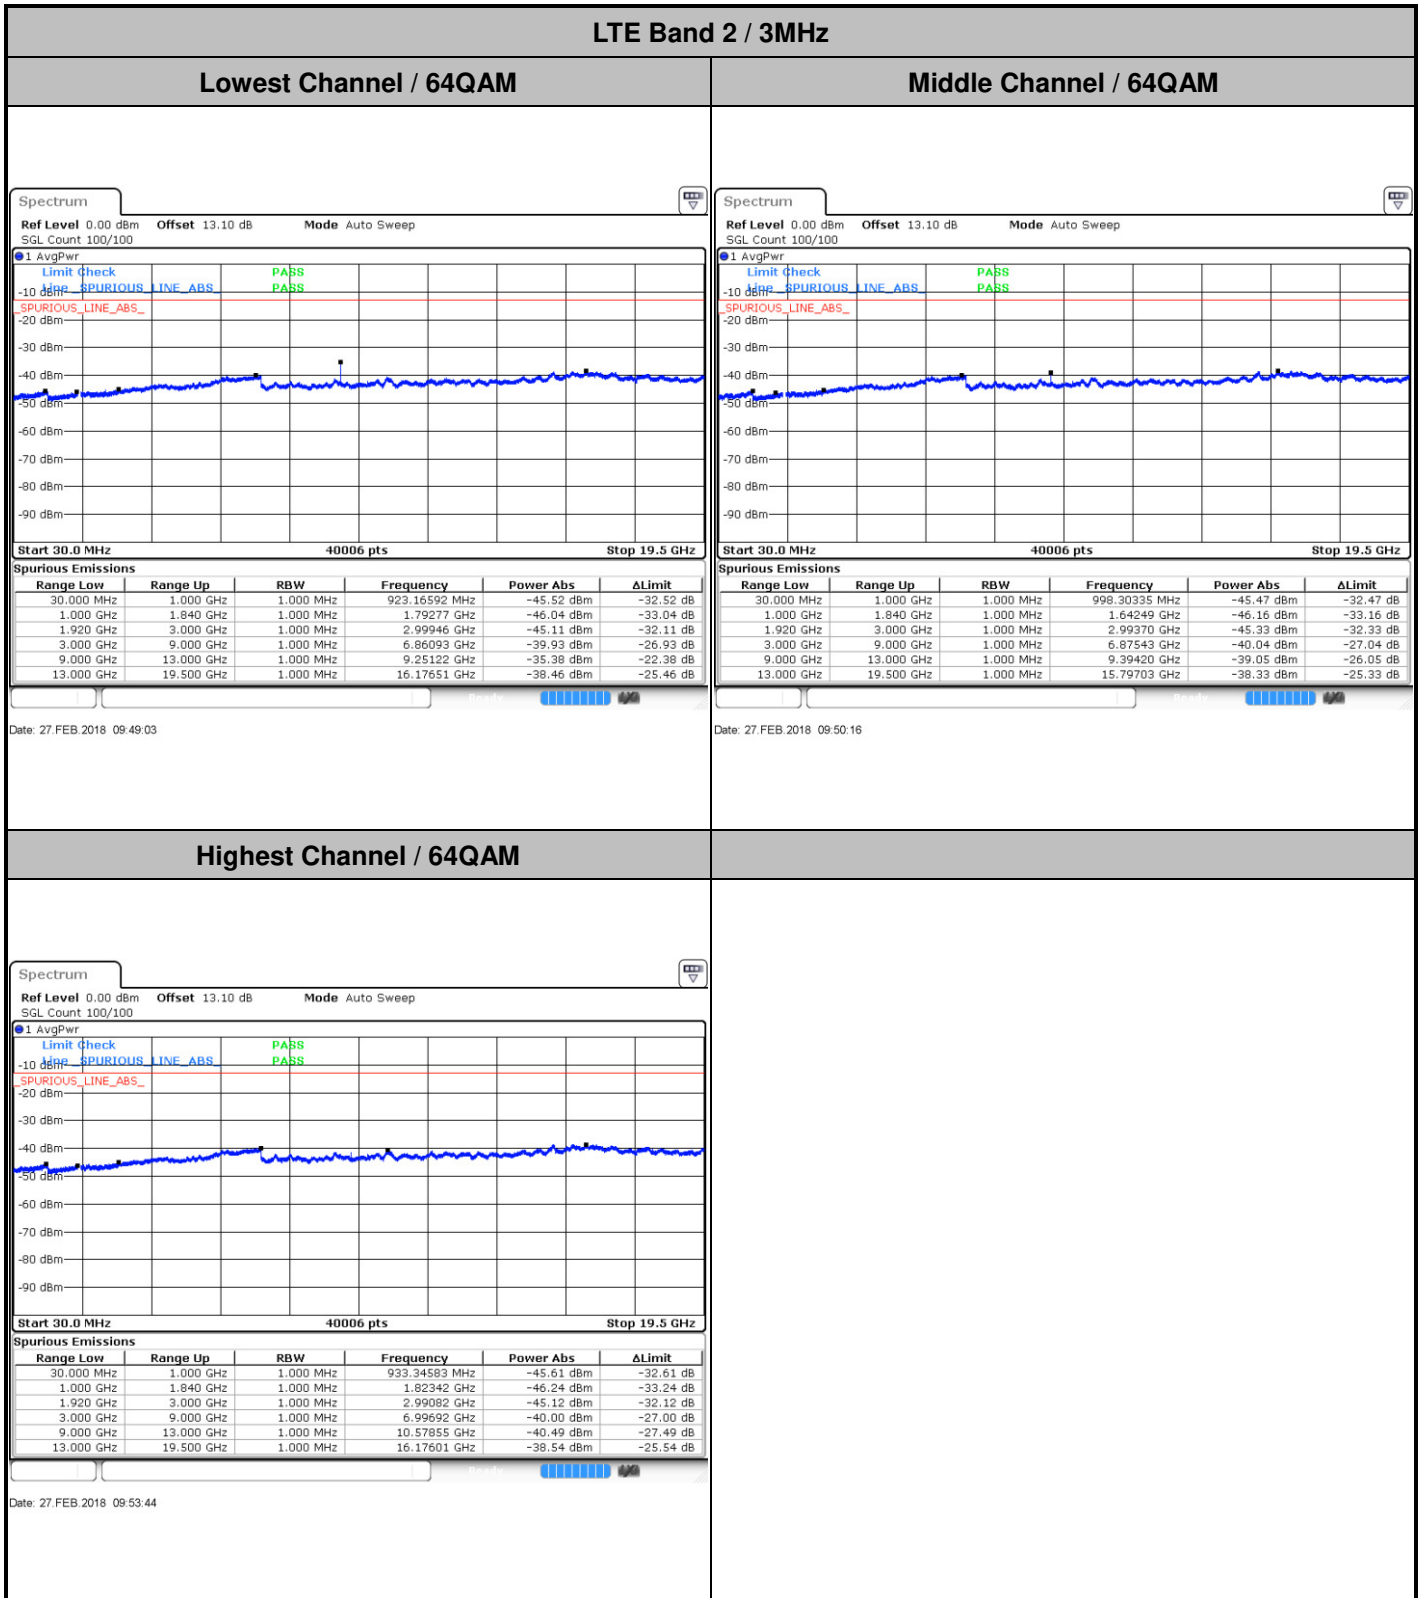 LTE Band 2 / 3MHz
Lowest Channel / 64QAM
Middle Channel / 64QAM
Spectrum
Ref Level 0.00 dBm Offset 13.10 dB Mode Auto Sweep
SGL Count 100/100
1 AvgPwr
Limit Check PASS
Line _SPURIOUS_LINE_ABS_ PASS
-10 dBm
_SPURIOUS_LINE_ABS_
-20 dBm
-30 dBm
-40 dBm
-50 dBm
-60 dBm
-70 dBm
-80 dBm
-90 dBm
Start 30.0 MHz 40006 pts Stop 19.5 GHz
Spurious Emissions
Range Low Range Up RBW Frequency Power Abs ΔLimit
30.000 MHz 1.000 GHz 1.000 MHz 923.16592 MHz -45.52 dBm -32.52 dB
1.000 GHz 1.840 GHz 1.000 MHz 1.79277 GHz -46.04 dBm -33.04 dB
1.920 GHz 3.000 GHz 1.000 MHz 2.99946 GHz -45.11 dBm -32.11 dB
3.000 GHz 9.000 GHz 1.000 MHz 6.86093 GHz -39.93 dBm -26.93 dB
9.000 GHz 13.000 GHz 1.000 MHz 9.25122 GHz -35.38 dBm -22.38 dB
13.000 GHz 19.500 GHz 1.000 MHz 16.17651 GHz -38.46 dBm -25.46 dB
Ready
Date: 27.FEB.2018 09:49:03
Spectrum
Ref Level 0.00 dBm Offset 13.10 dB Mode Auto Sweep
SGL Count 100/100
1 AvgPwr
Limit Check PASS
Line _SPURIOUS_LINE_ABS_ PASS
-10 dBm
_SPURIOUS_LINE_ABS_
-20 dBm
-30 dBm
-40 dBm
-50 dBm
-60 dBm
-70 dBm
-80 dBm
-90 dBm
Start 30.0 MHz 40006 pts Stop 19.5 GHz
Spurious Emissions
Range Low Range Up RBW Frequency Power Abs ΔLimit
30.000 MHz 1.000 GHz 1.000 MHz 998.30335 MHz -45.47 dBm -32.47 dB
1.000 GHz 1.840 GHz 1.000 MHz 1.64249 GHz -46.16 dBm -33.16 dB
1.920 GHz 3.000 GHz 1.000 MHz 2.99370 GHz -45.33 dBm -32.33 dB
3.000 GHz 9.000 GHz 1.000 MHz 6.87543 GHz -40.04 dBm -27.04 dB
9.000 GHz 13.000 GHz 1.000 MHz 9.39420 GHz -39.05 dBm -26.05 dB
13.000 GHz 19.500 GHz 1.000 MHz 15.79703 GHz -38.33 dBm -25.33 dB
Ready
Date: 27.FEB.2018 09:50:16
Highest Channel / 64QAM
Spectrum
Ref Level 0.00 dBm Offset 13.10 dB Mode Auto Sweep
SGL Count 100/100
1 AvgPwr
Limit Check PASS
Line _SPURIOUS_LINE_ABS_ PASS
-10 dBm
_SPURIOUS_LINE_ABS_
-20 dBm
-30 dBm
-40 dBm
-50 dBm
-60 dBm
-70 dBm
-80 dBm
-90 dBm
Start 30.0 MHz 40006 pts Stop 19.5 GHz
Spurious Emissions
Range Low Range Up RBW Frequency Power Abs ΔLimit
30.000 MHz 1.000 GHz 1.000 MHz 933.34583 MHz -45.61 dBm -32.61 dB
1.000 GHz 1.840 GHz 1.000 MHz 1.82342 GHz -46.24 dBm -33.24 dB
1.920 GHz 3.000 GHz 1.000 MHz 2.99082 GHz -45.12 dBm -32.12 dB
3.000 GHz 9.000 GHz 1.000 MHz 6.99692 GHz -40.00 dBm -27.00 dB
9.000 GHz 13.000 GHz 1.000 MHz 10.57855 GHz -40.49 dBm -27.49 dB
13.000 GHz 19.500 GHz 1.000 MHz 16.17601 GHz -38.54 dBm -25.54 dB
Ready
Date: 27.FEB.2018 09:53:44